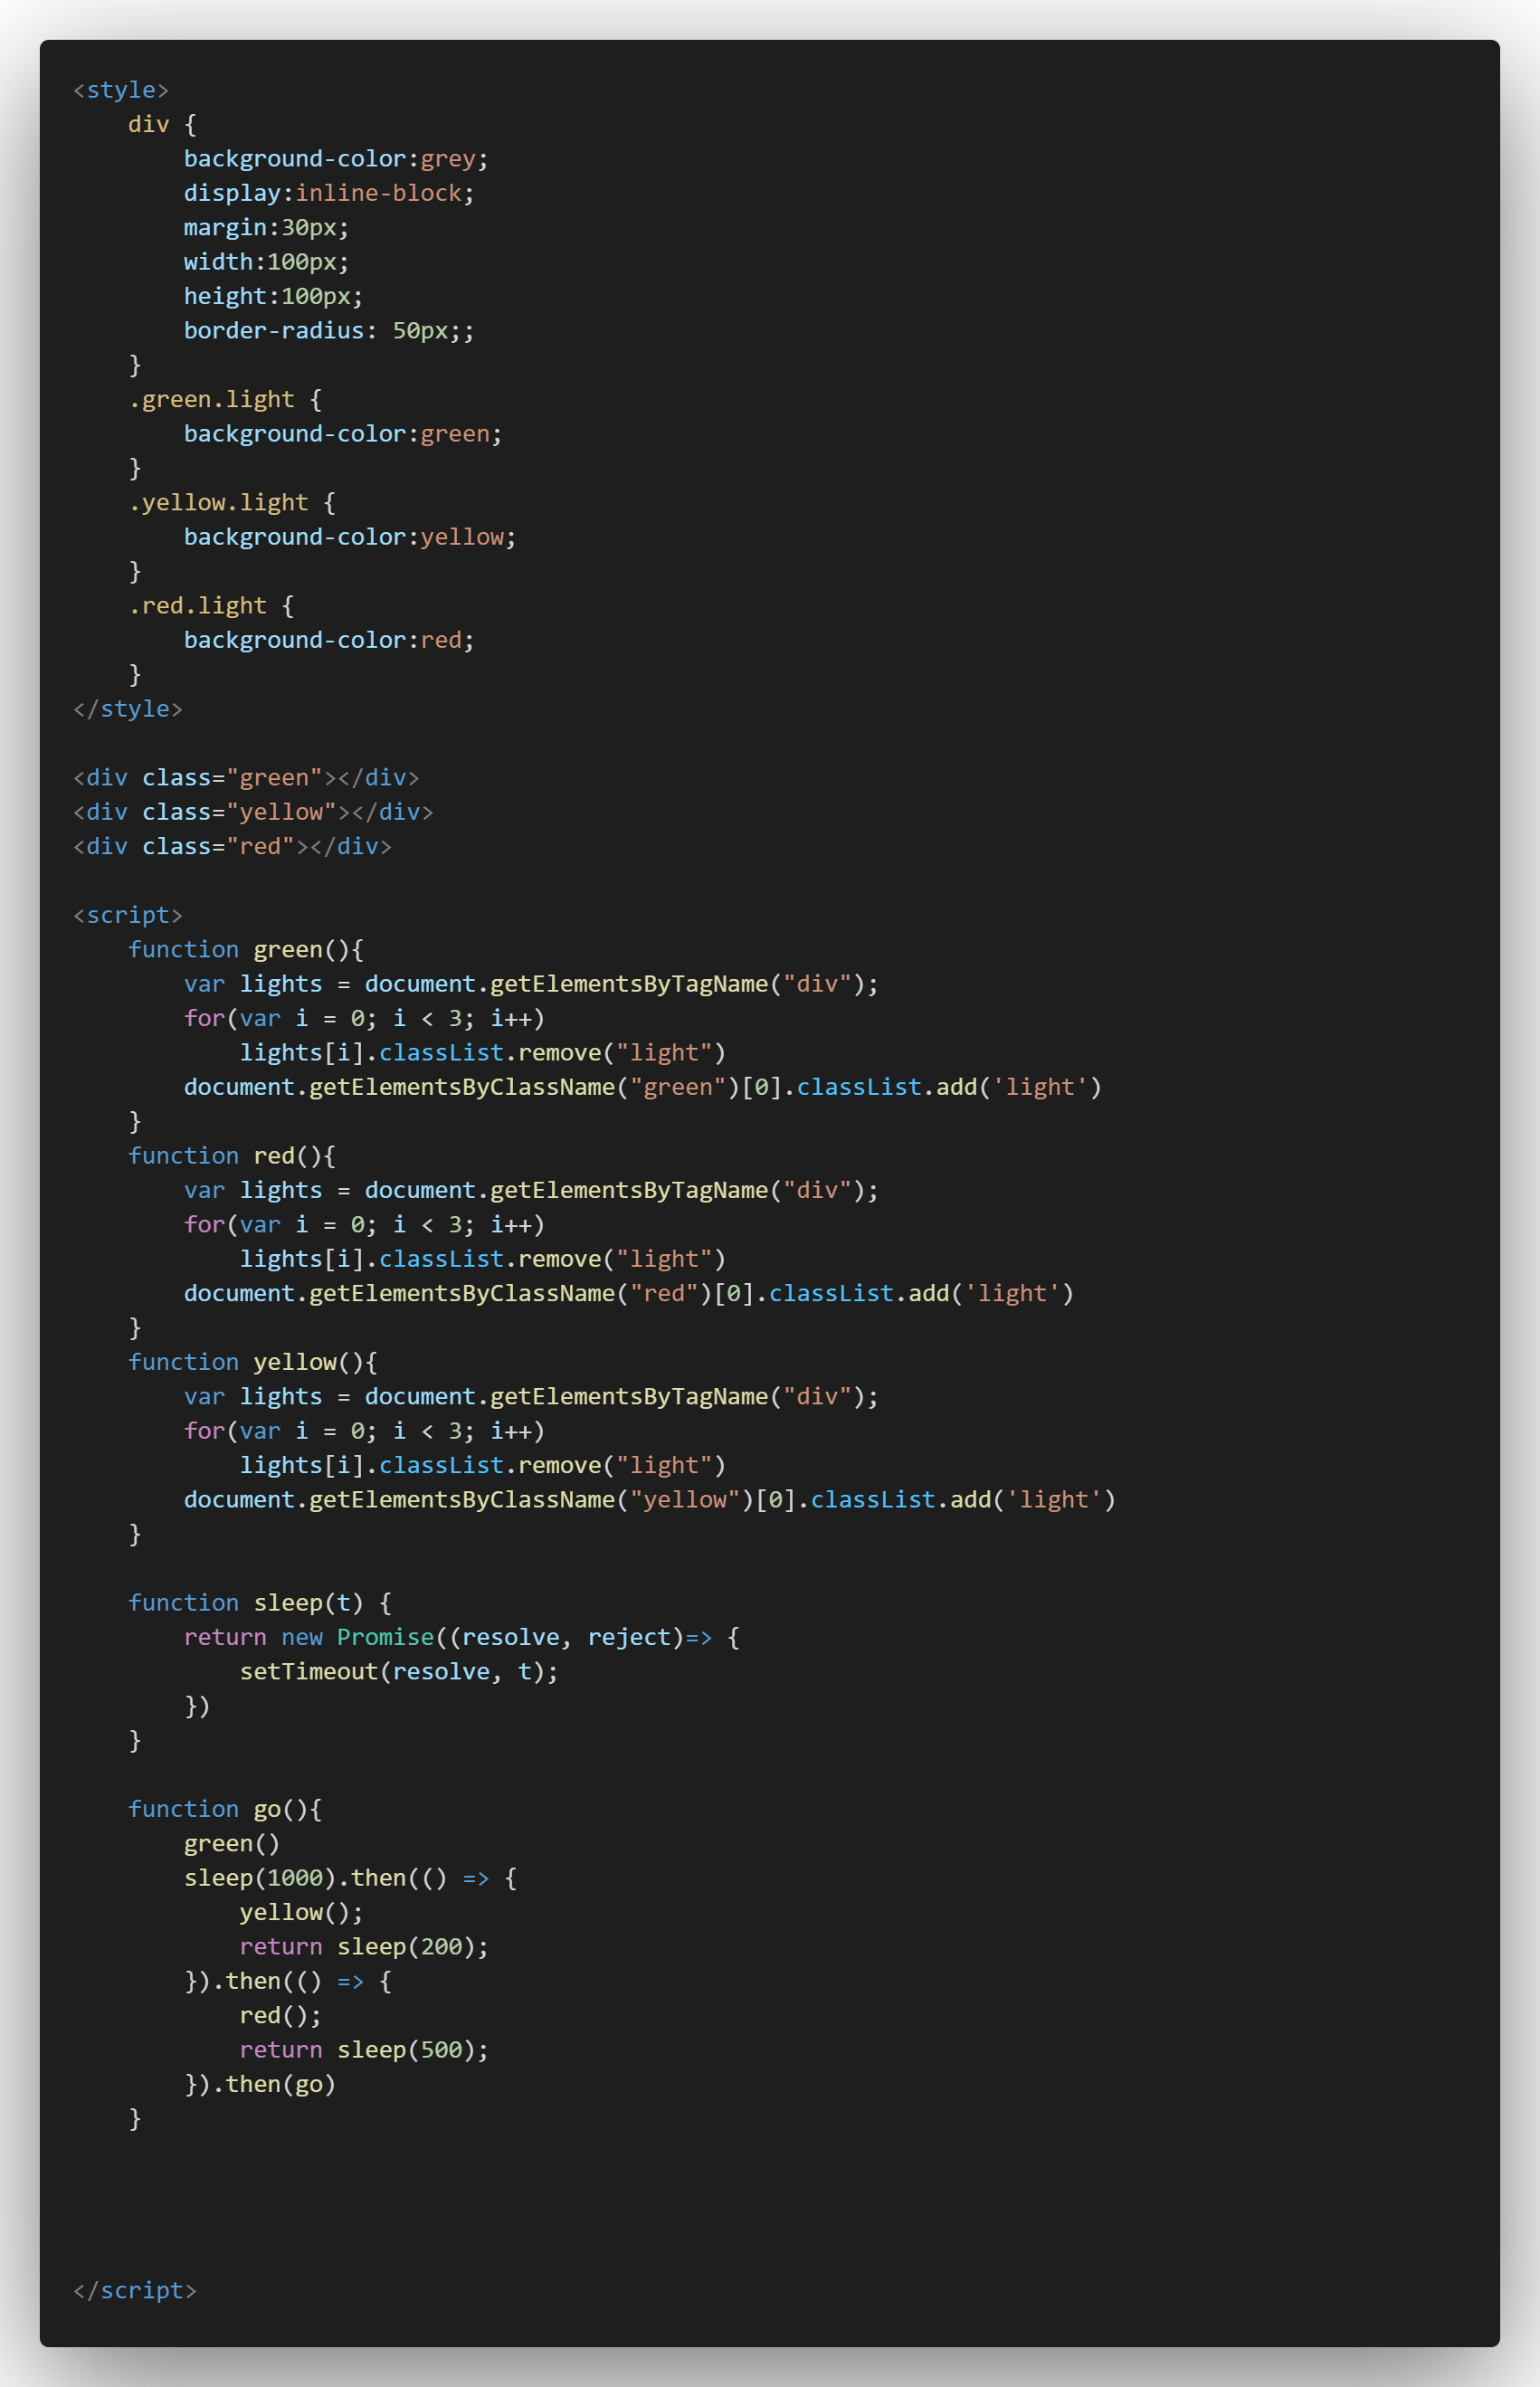 <style>
    div {
        background-color:grey;
        display:inline-block;
        margin:30px;
        width:100px;
        height:100px;
        border-radius: 50px;;
    }
    .green.light {
        background-color:green;
    }
    .yellow.light {
        background-color:yellow;
    }
    .red.light {
        background-color:red;
    }
</style>

<div class="green"></div>
<div class="yellow"></div>
<div class="red"></div>

<script>
    function green(){
        var lights = document.getElementsByTagName("div");
        for(var i = 0; i < 3; i++)
            lights[i].classList.remove("light")
        document.getElementsByClassName("green")[0].classList.add('light')
    }
    function red(){
        var lights = document.getElementsByTagName("div");
        for(var i = 0; i < 3; i++)
            lights[i].classList.remove("light")
        document.getElementsByClassName("red")[0].classList.add('light')
    }
    function yellow(){
        var lights = document.getElementsByTagName("div");
        for(var i = 0; i < 3; i++)
            lights[i].classList.remove("light")
        document.getElementsByClassName("yellow")[0].classList.add('light')
    }

    function sleep(t) {
        return new Promise((resolve, reject)=> {
            setTimeout(resolve, t);
        })
    }

    function go(){
        green()
        sleep(1000).then(() => {
            yellow();
            return sleep(200);
        }).then(() => {
            red();
            return sleep(500);
        }).then(go)
    }

</script>